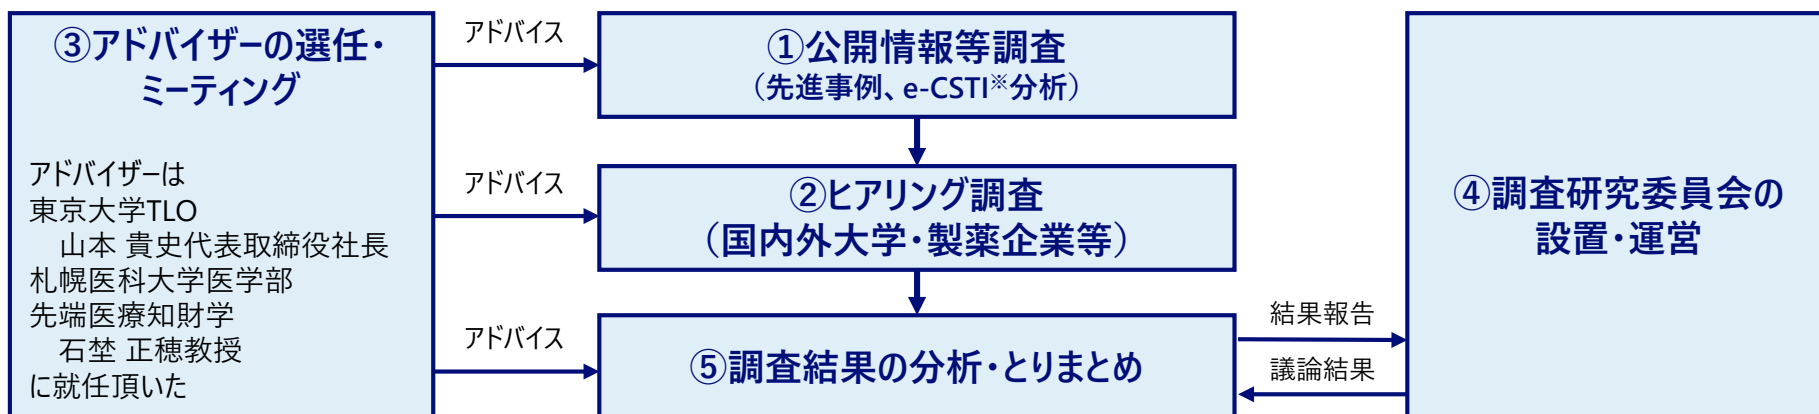 ③アドバイザーの選任・
ミーティング
アドバイザーは
東京大学TLO
山本 貴史代表取締役社長
札幌医科大学医学部
先端医療知財学
石埜 正穂教授
に就任頂いた
アドバイス
アドバイス
アドバイス
①公開情報等調査
（先進事例、e-CSTI※分析）
②ヒアリング調査
（国内外大学・製薬企業等）
⑤調査結果の分析・とりまとめ
結果報告
議論結果
④調査研究委員会の
設置・運営